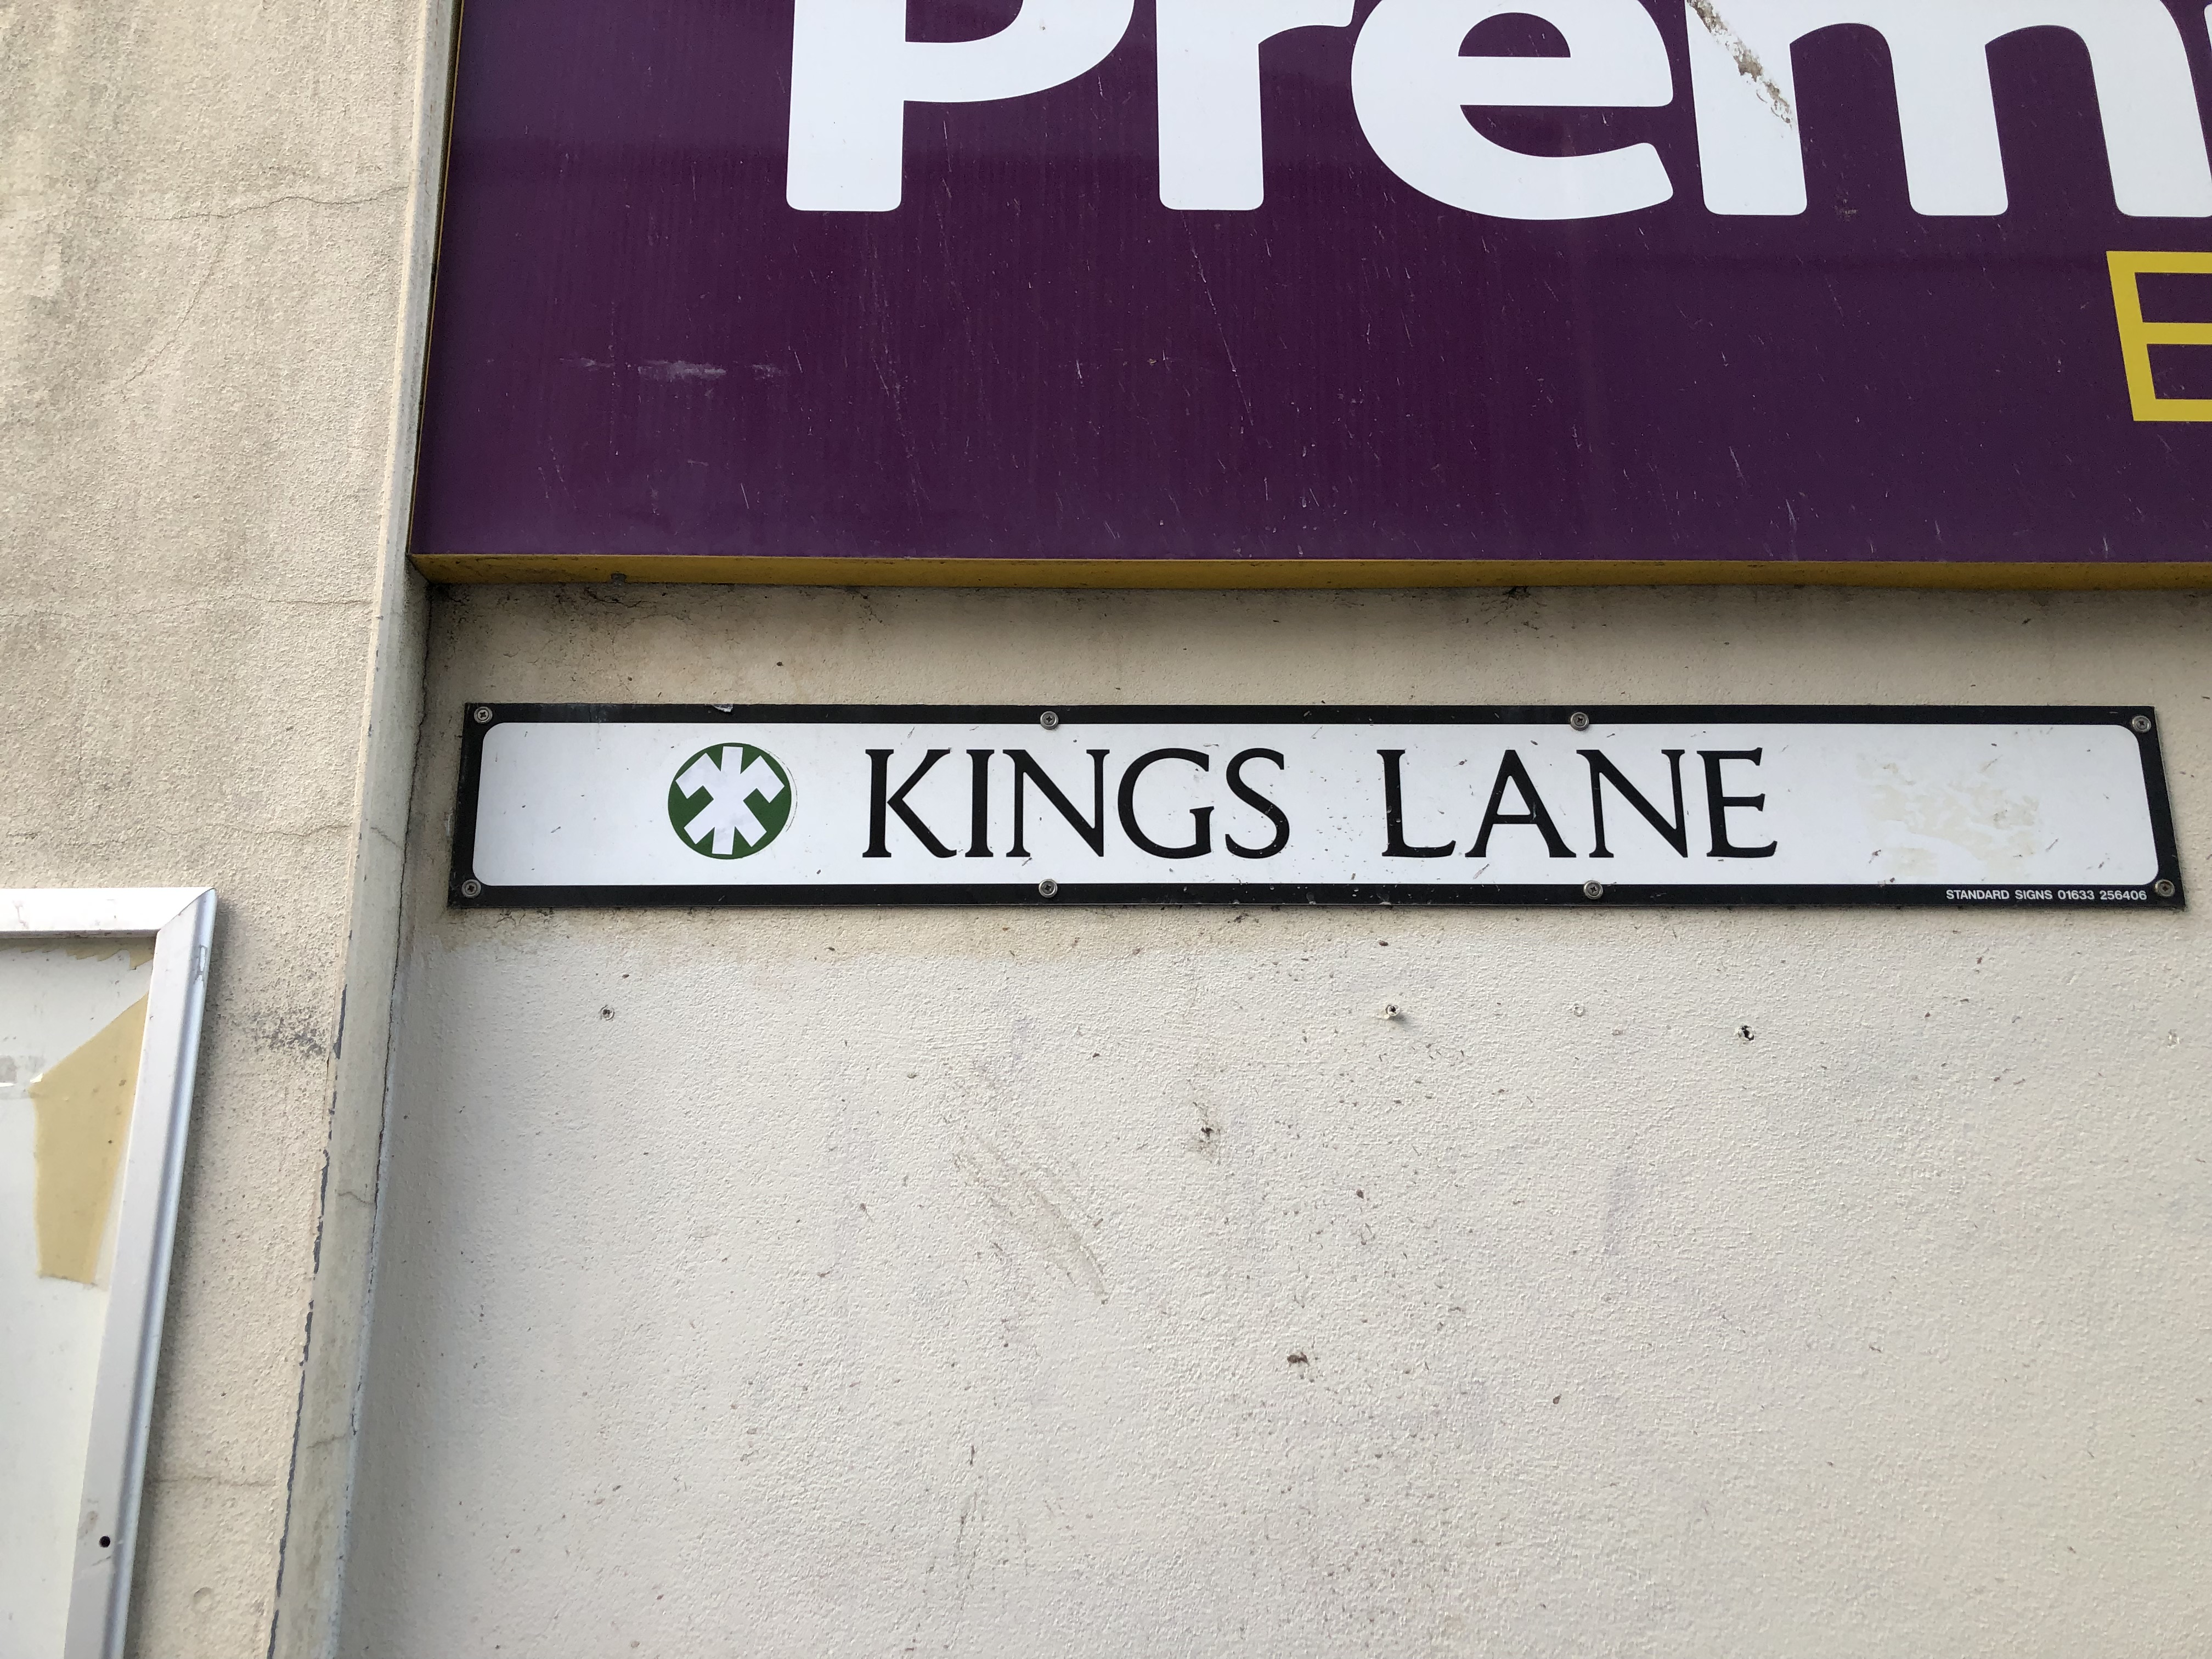 Prem
E
KINGS LANE
STANDARD SIGNS 01633 256406